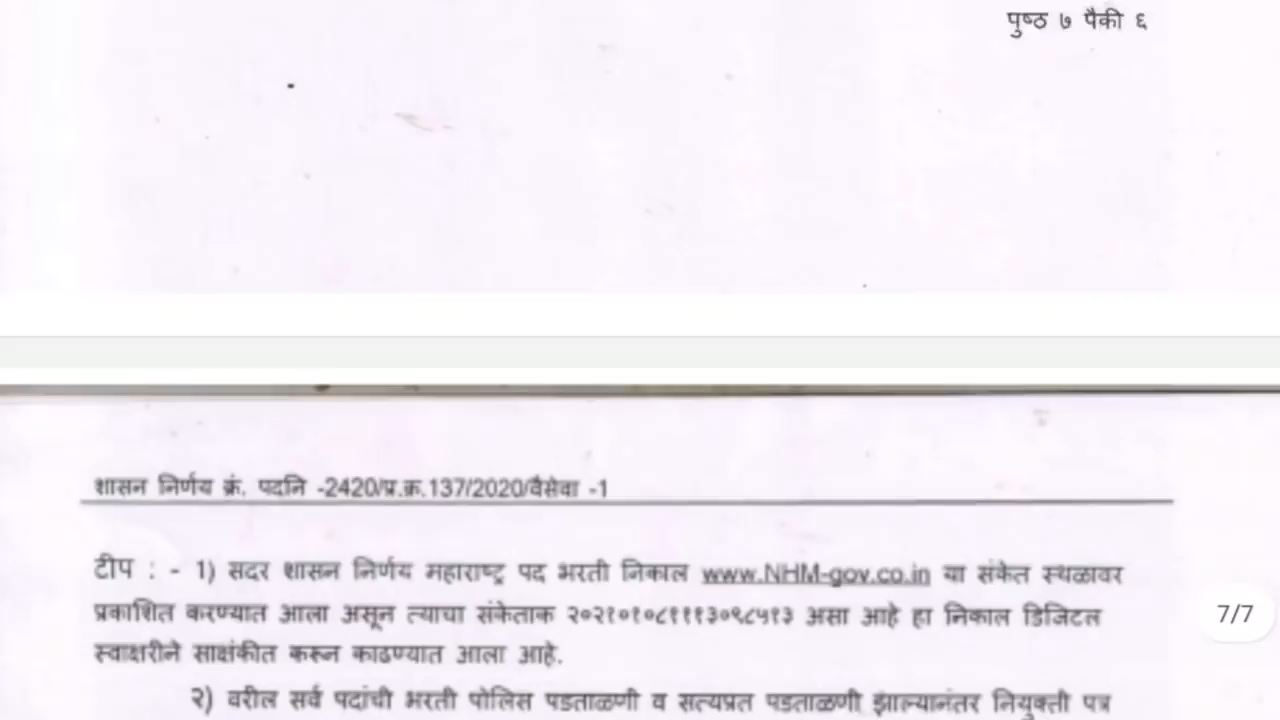 पुष्ठ ७ पैकी ६
शासन निर्णय क्रं. पदनि -2420/प्र.क्र.137/2020/वैसेवा -1
टीप : - 1) सदर शासन निर्णय महाराष्ट्र पद भरती निकाल www.NHM-gov.co.in या संकेत स्थळावर
प्रकाशित करण्यात आला असून त्याचा संकेताक २०२१०१०८१११३०९८५१३ असा आहे हा निकाल डिजिटल
स्वाक्षरीने साक्षंकीत करून काढण्यात आला आहे.
7/7
२) वरील सर्व पदांची भरती पोलिस पडताळणी व सत्यप्रत पडताळणी झाल्यानंतर नियुक्ती पत्र